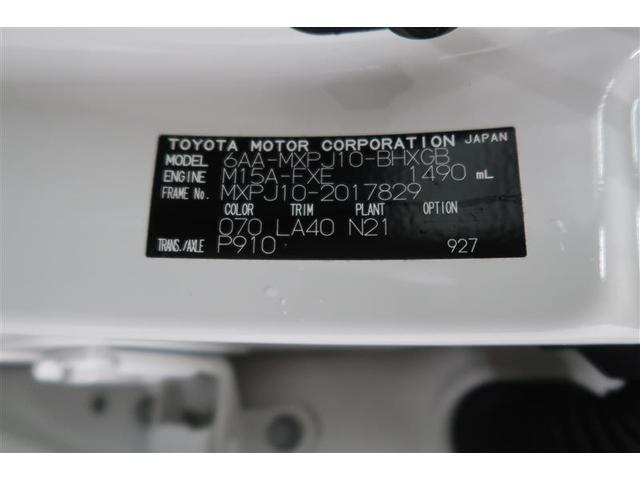 TOYOTA MOTOR CORPORATION JAPAN
MODEL 6AA-MXPJ10-BHXGB
ENGINE M15A-FXE 1490 mL
FRAME No. MXPJ10-2017829
COLOR TRIM PLANT OPTION
070 LA40 N21
TRANS./AXLE P910 927